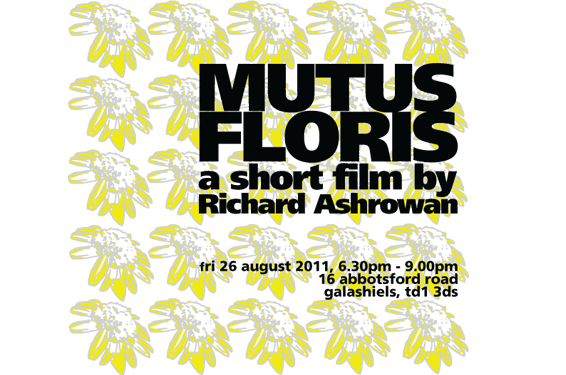 MUTUS
FLORIS
a short film by
Richard Ashrowan
fri 26 august 2011, 6.30pm - 9.00pm
16 abbotsford road
galashiels, td1 3ds